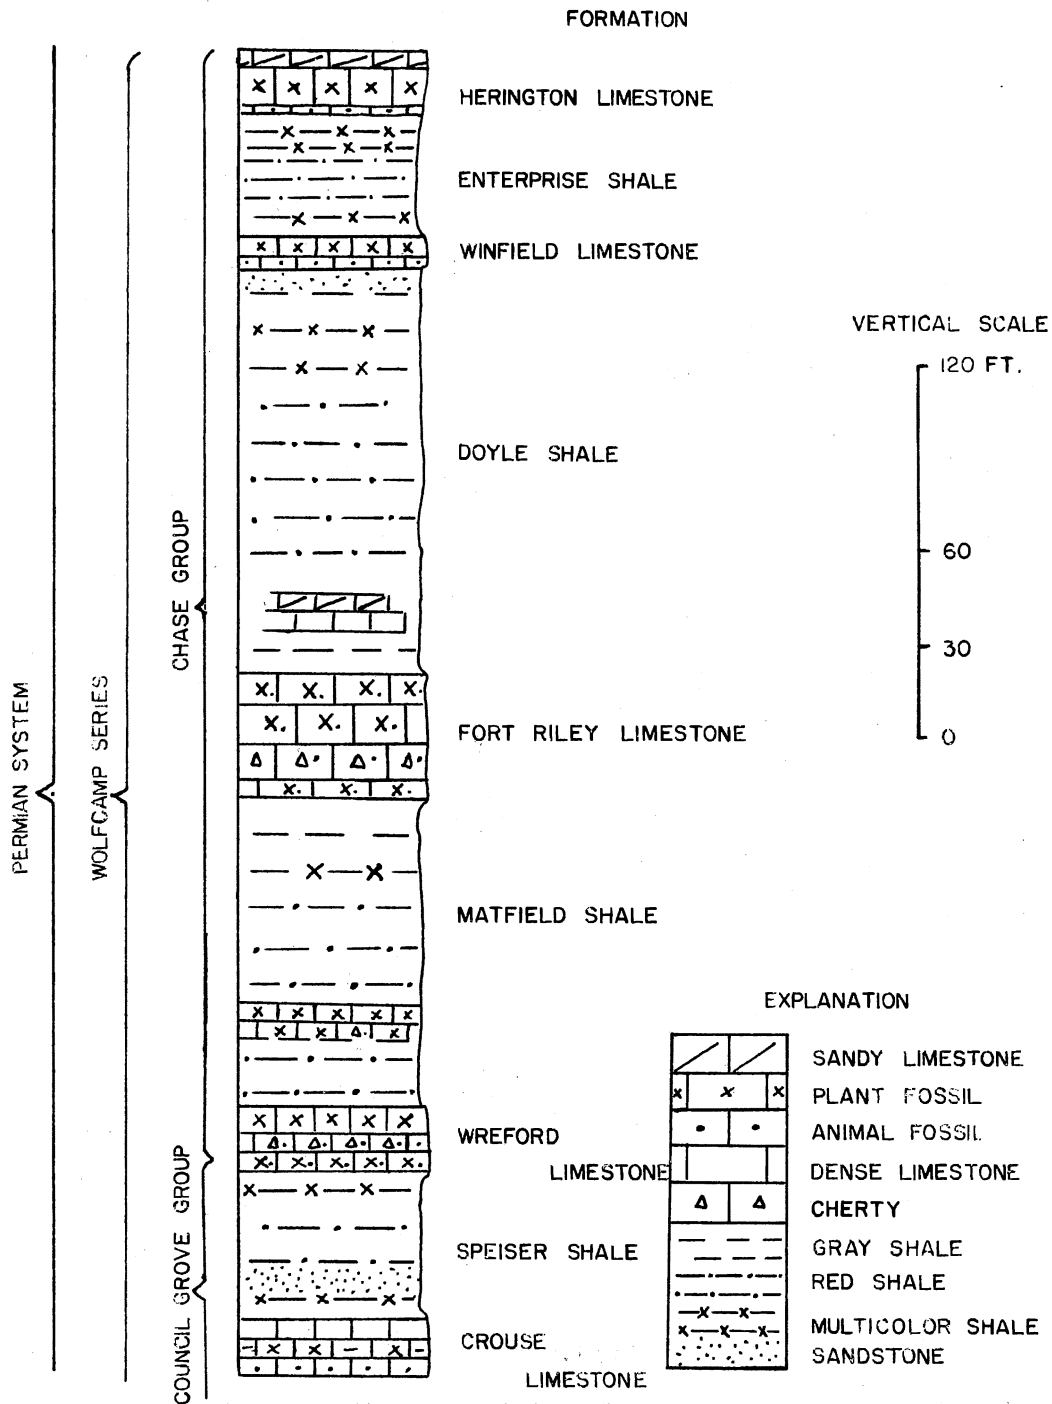 FORMATION
HERINGTON LIMESTONE
ENTERPRISE SHALE
WINFIELD LIMESTONE
VERTICAL SCALE
120 FT.
DOYLE SHALE
60
30
0
CHASE GROUP
FORT RILEY LIMESTONE
PERMIAN SYSTEM
WOLFCAMP SERIES
MATFIELD SHALE
EXPLANATION
SANDY LIMESTONE
PLANT FOSSIL
ANIMAL FOSSIL
DENSE LIMESTONE
CHERTY
GRAY SHALE
RED SHALE
MULTICOLOR SHALE
SANDSTONE
WREFORD
LIMESTONE
COUNCIL GROVE GROUP
SPEISER SHALE
CROUSE
LIMESTONE